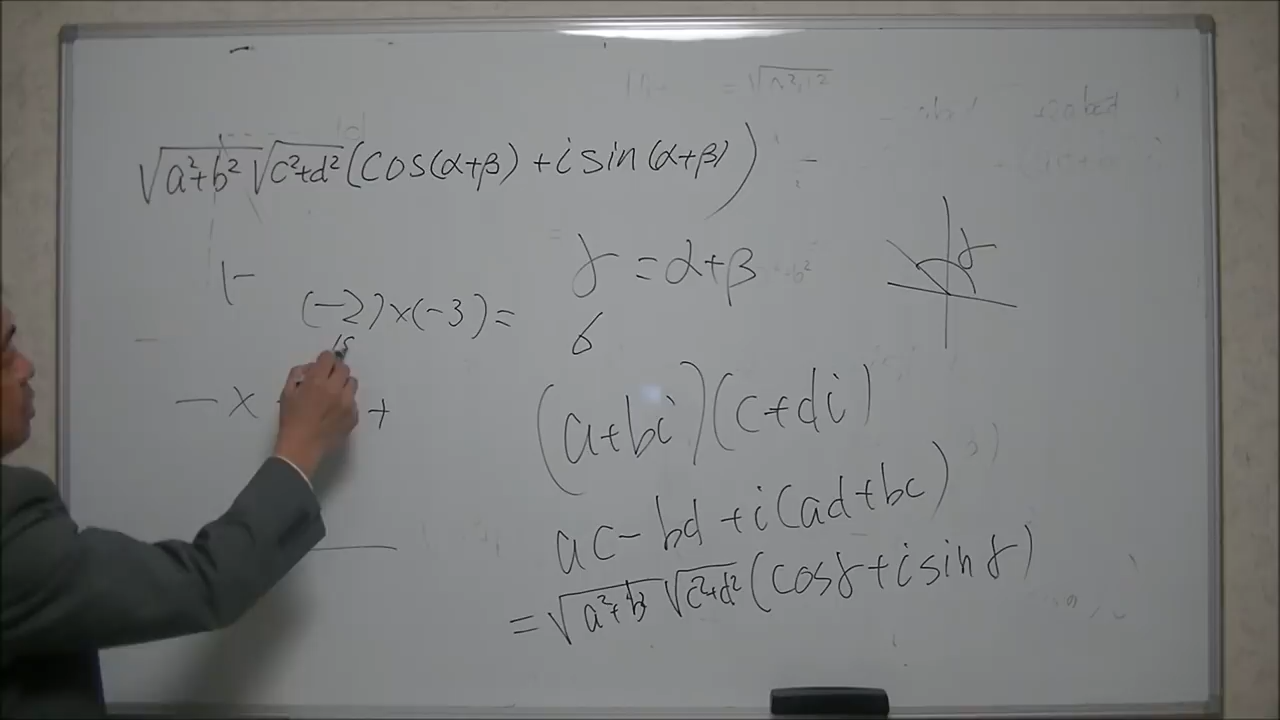 √a²+b² √c²+d² (cos(α+β) + i sin(α+β))
γ = α+β
γ
(-2)×(-3)=
6
- ×
+
(a+bi)(c+di)
ac-bd+i(ad+bc)
=√a²+b² √c²+d² (cosγ+i sinγ)